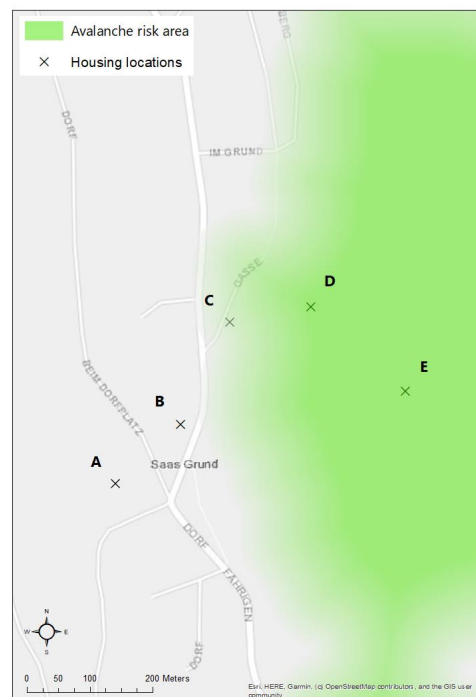 Avalanche risk area
Housing locations
BERG
DORF
IM GRUND
GASSE
D
C
E
BEIM DORFPLATZ
B
A
Saas Grund
DORF
FAHRIGEN
DORF
N
W E
S
0 50 100 200 Meters
Esri, HERE, Garmin, (c) OpenStreetMap contributors, and the GIS user
community